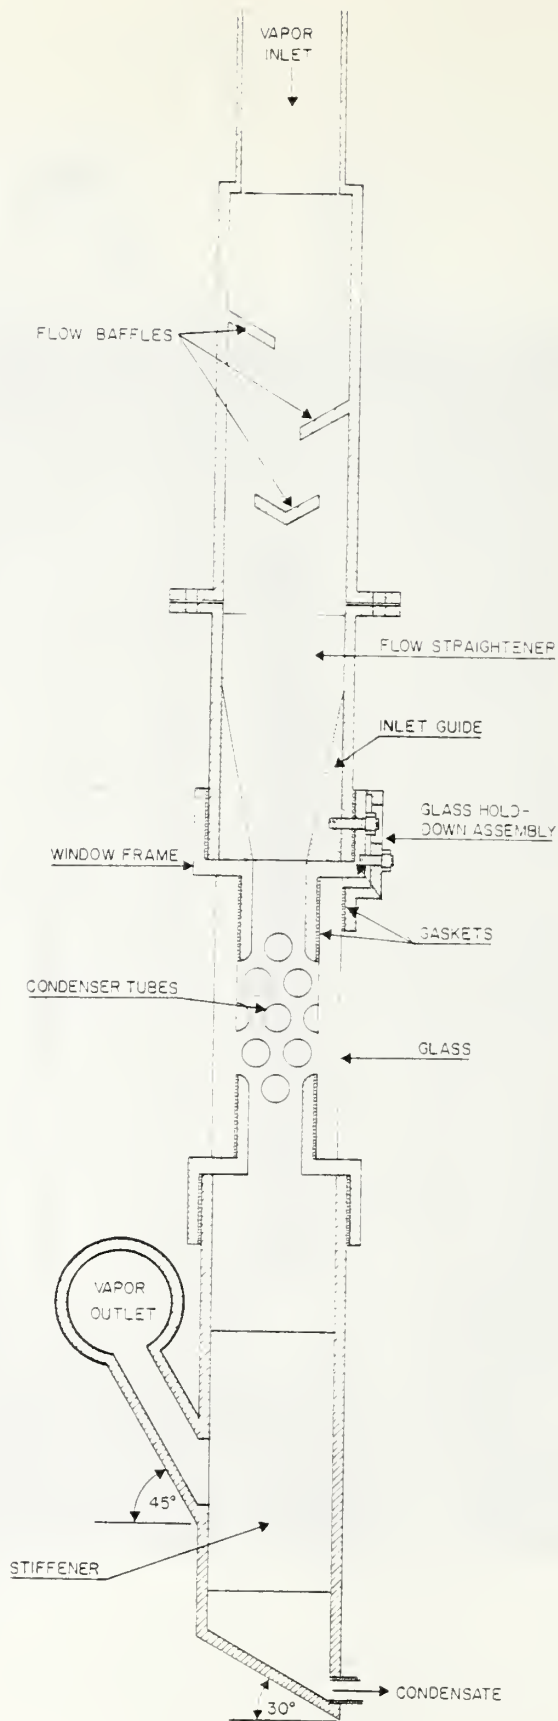 VAPOR
INLET
FLOW BAFFLES
FLOW STRAIGHTENER
INLET GUIDE
GLASS HOLD-
DOWN ASSEMBLY
WINDOW FRAME
GASKETS
CONDENSER TUBES
GLASS
VAPOR
OUTLET
45°
STIFFENER
CONDENSATE
30°